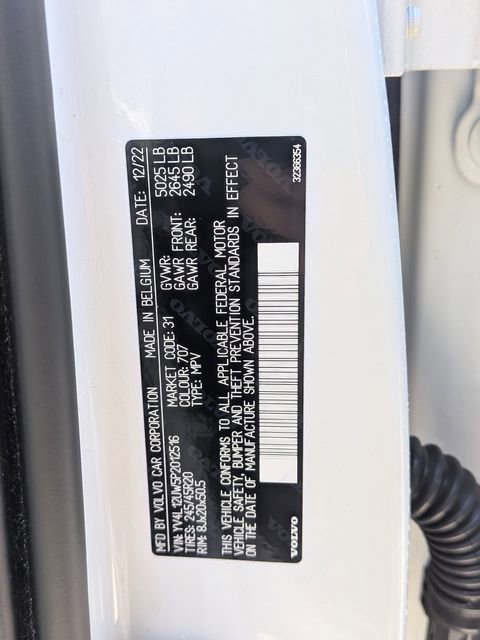 MFD BY VOLVO CAR CORPORATION MADE IN BELGIUM DATE: 12/22
VIN: YV4L12UW5P2012516
TIRES: 245/45R20
RIM: 8Jx20x50.5
MARKET CODE: 31
COLOUR: 707
TYPE: MPV
GVWR: 5025 LB
GAWR FRONT: 2645 LB
GAWR REAR: 2490 LB
THIS VEHICLE CONFORMS TO ALL APPLICABLE FEDERAL MOTOR
VEHICLE SAFETY, BUMPER AND THEFT PREVENTION STANDARDS IN EFFECT
ON THE DATE OF MANUFACTURE SHOWN ABOVE.
VOLVO
32366354